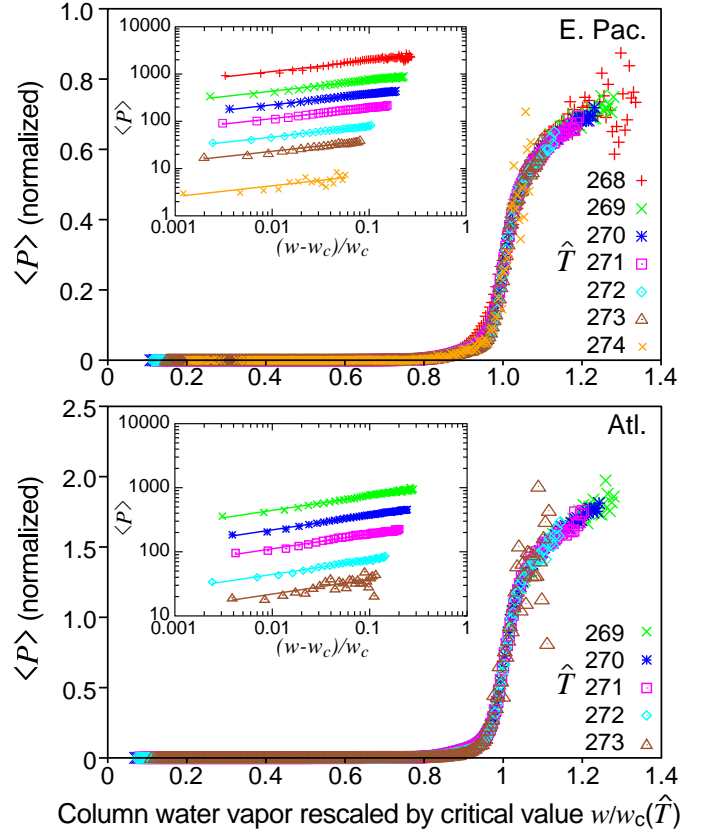 E. Pac.
⟨P⟩ (normalized)
1
0.8
0.6
0.4
0.2
0
0 0.2 0.4 0.6 0.8 1.0 1.2 1.4
⟨P⟩
10000
1000
100
10
1
0.001 0.01 0.1 1
(w-w_c)/w_c
T̂
268
269
270
271
272
273
274
Atl.
⟨P⟩ (normalized)
2.5
2.0
1.5
1.0
0.5
0
0 0.2 0.4 0.6 0.8 1 1.2 1.4
⟨P⟩
10000
1000
100
10
0.001 0.01 0.1 1
(w-w_c)/w_c
T̂
269
270
271
272
273
Column water vapor rescaled by critical value w/w_c(T̂)